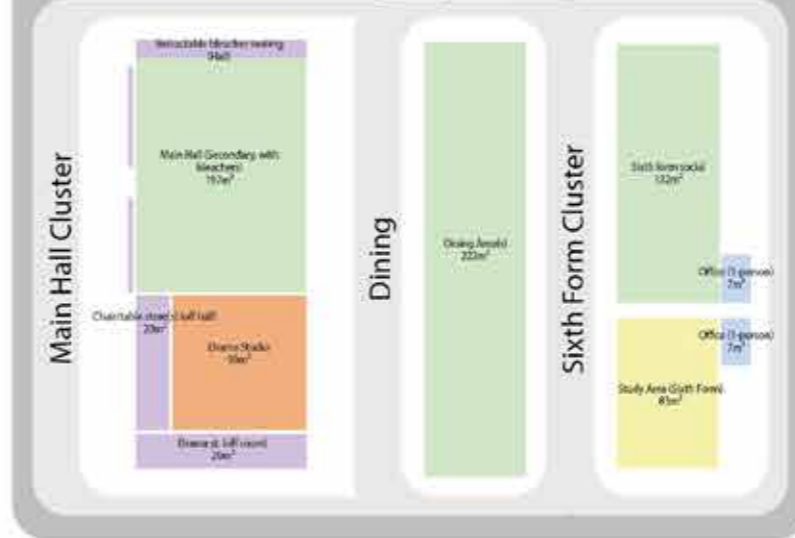 Main Hall Cluster
Retractable bleacher seating
(Hall)
Main Hall (Secondary, with
bleachers)
Chair/table store
Drama Studio
Drama st. (off room)
20m²
Dining
Dining Area(s)
222m²
Sixth Form Cluster
Sixth form social
132m²
Office (1-person)
7m²
Office (1-person)
7m²
Study Area (Sixth Form)